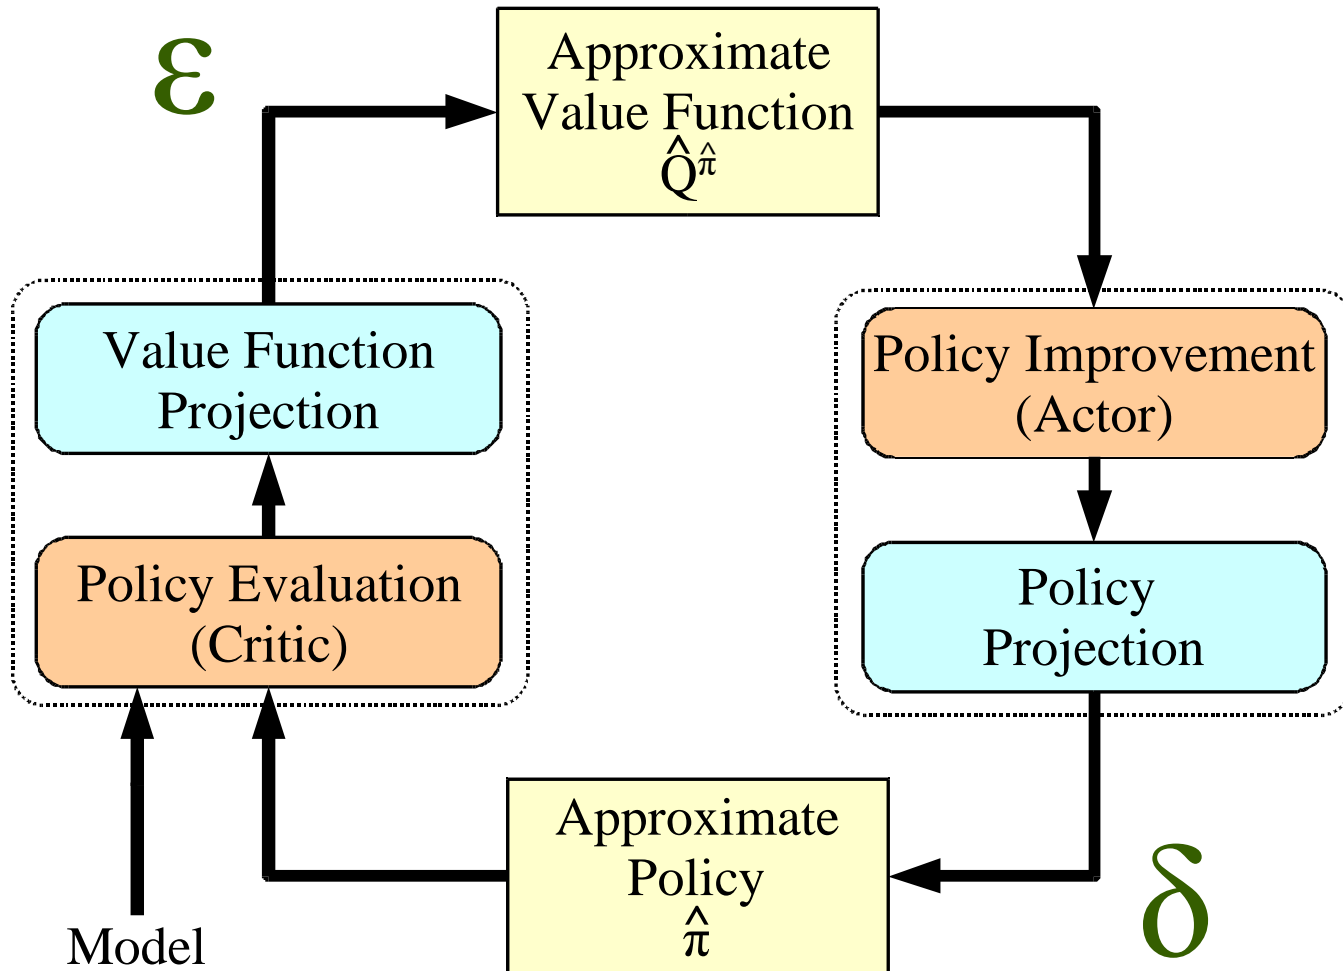 ε
Approximate
Value Function
Q̂^π̂
Value Function
Projection
Policy Improvement
(Actor)
Policy Evaluation
(Critic)
Policy
Projection
Approximate
Policy
π̂
δ
Model